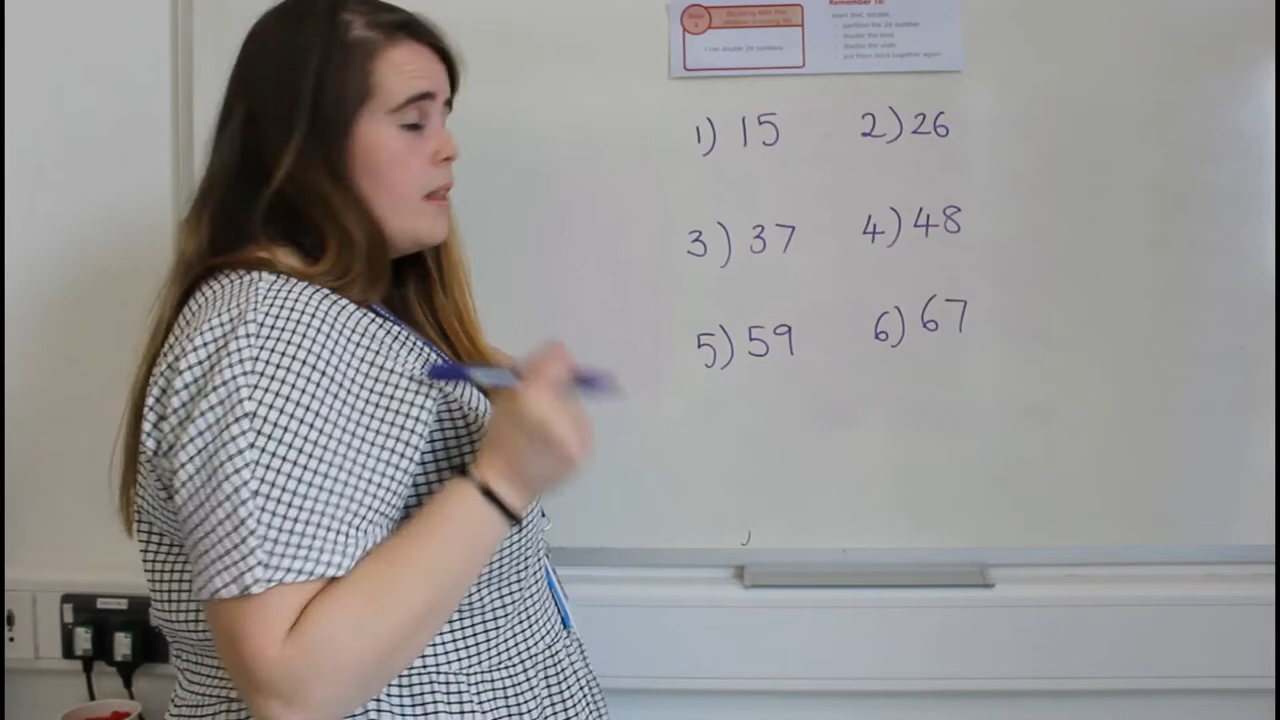 Remember To:
I can double 2d numbers
partition the 2d number
double the tens
double the units
put them back together again
1) 15 2) 26
3) 37 4) 48
5) 59 6) 67